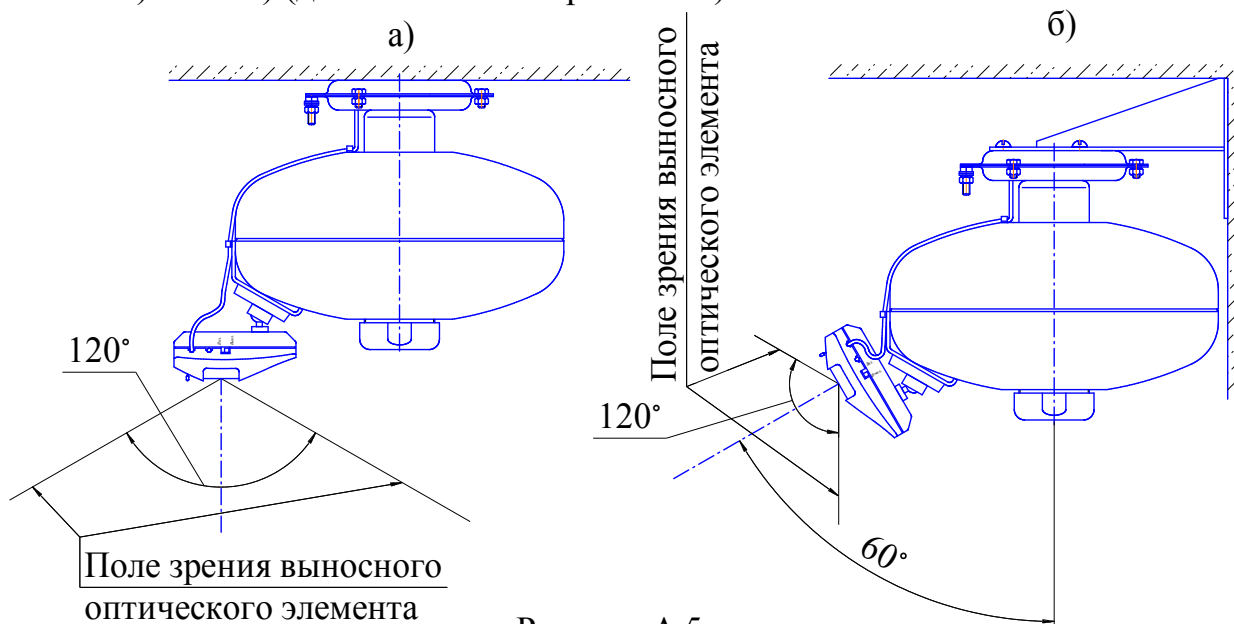 а)
б)
120°
Поле зрения выносного
оптического элемента
Поле зрения выносного
оптического элемента
120°
60°